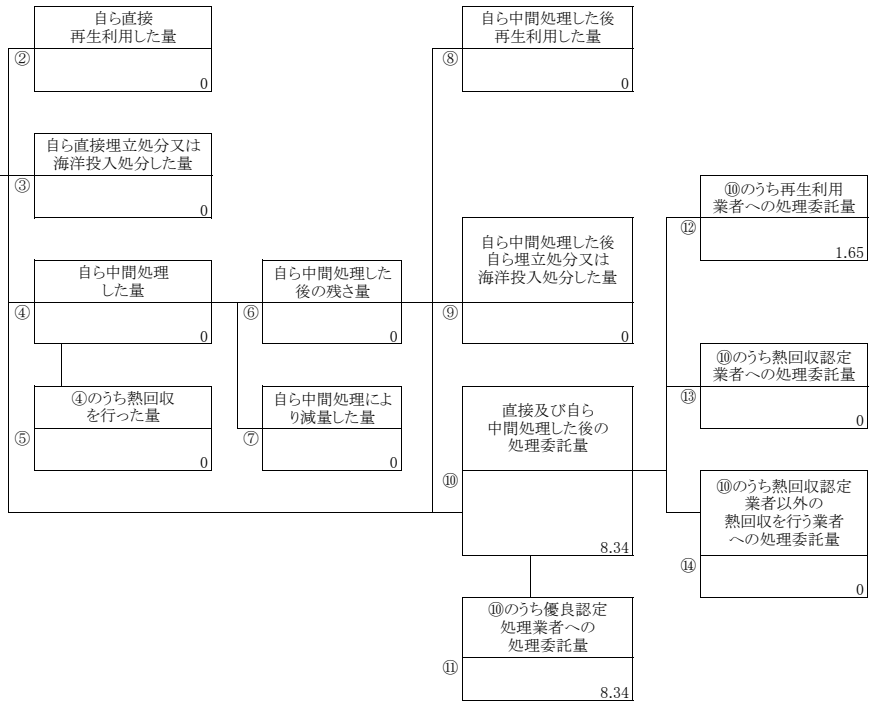 自ら直接
再生利用した量
②
0
自ら直接埋立処分又は
海洋投入処分した量
③
0
自ら中間処理
した量
④
0
④のうち熱回収
を行った量
⑤
0
自ら中間処理した
後の残さ量
⑥
0
自ら中間処理によ
り減量した量
⑦
0
自ら中間処理した後
再生利用した量
⑧
0
自ら中間処理した後
自ら埋立処分又は
海洋投入処分した量
⑨
0
直接及び自ら
中間処理した後の
処理委託量
⑩
8.34
⑩のうち優良認定
処理業者への
処理委託量
⑪
8.34
⑩のうち再生利用
業者への処理委託量
⑫
1.65
⑩のうち熱回収認定
業者への処理委託量
⑬
0
⑩のうち熱回収認定
業者以外の
熱回収を行う業者
への処理委託量
⑭
0